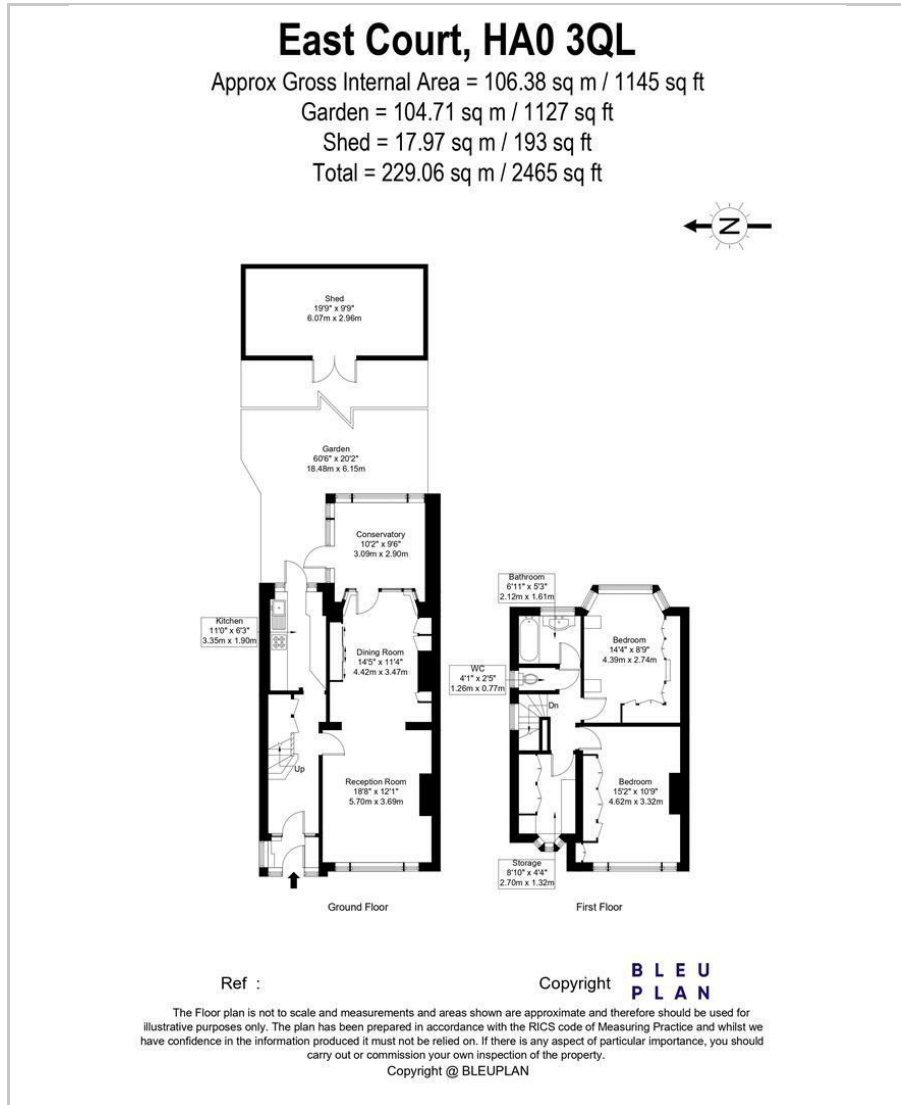 East Court, HA0 3QL
Approx Gross Internal Area = 106.38 sq m / 1145 sq ft
Garden = 104.71 sq m / 1127 sq ft
Shed = 17.97 sq m / 193 sq ft
Total = 229.06 sq m / 2465 sq ft
N
Shed
19'9" x 9'9"
6.07m x 2.96m
Garden
60'6" x 20'2"
18.48m x 6.15m
Conservatory
10'2" x 9'6"
3.09m x 2.90m
Kitchen
11'0" x 6'3"
3.35m x 1.90m
Dining Room
14'5" x 11'4"
4.42m x 3.47m
Up
Reception Room
18'8" x 12'1"
5.70m x 3.69m
Ground Floor
Bathroom
6'11" x 5'3"
2.12m x 1.61m
Bedroom
14'4" x 8'9"
4.39m x 2.74m
WC
4'1" x 2'5"
1.26m x 0.77m
Dn
Bedroom
15'2" x 10'9"
4.62m x 3.32m
Storage
8'10" x 4'4"
2.70m x 1.32m
First Floor
Ref :
Copyright
BLEU
PLAN
The Floor plan is not to scale and measurements and areas shown are approximate and therefore should be used for
illustrative purposes only. The plan has been prepared in accordance with the RICS code of Measuring Practice and whilst we
have confidence in the information produced it must not be relied on. If there is any aspect of particular importance, you should
carry out or commission your own inspection of the property.
Copyright @ BLEUPLAN